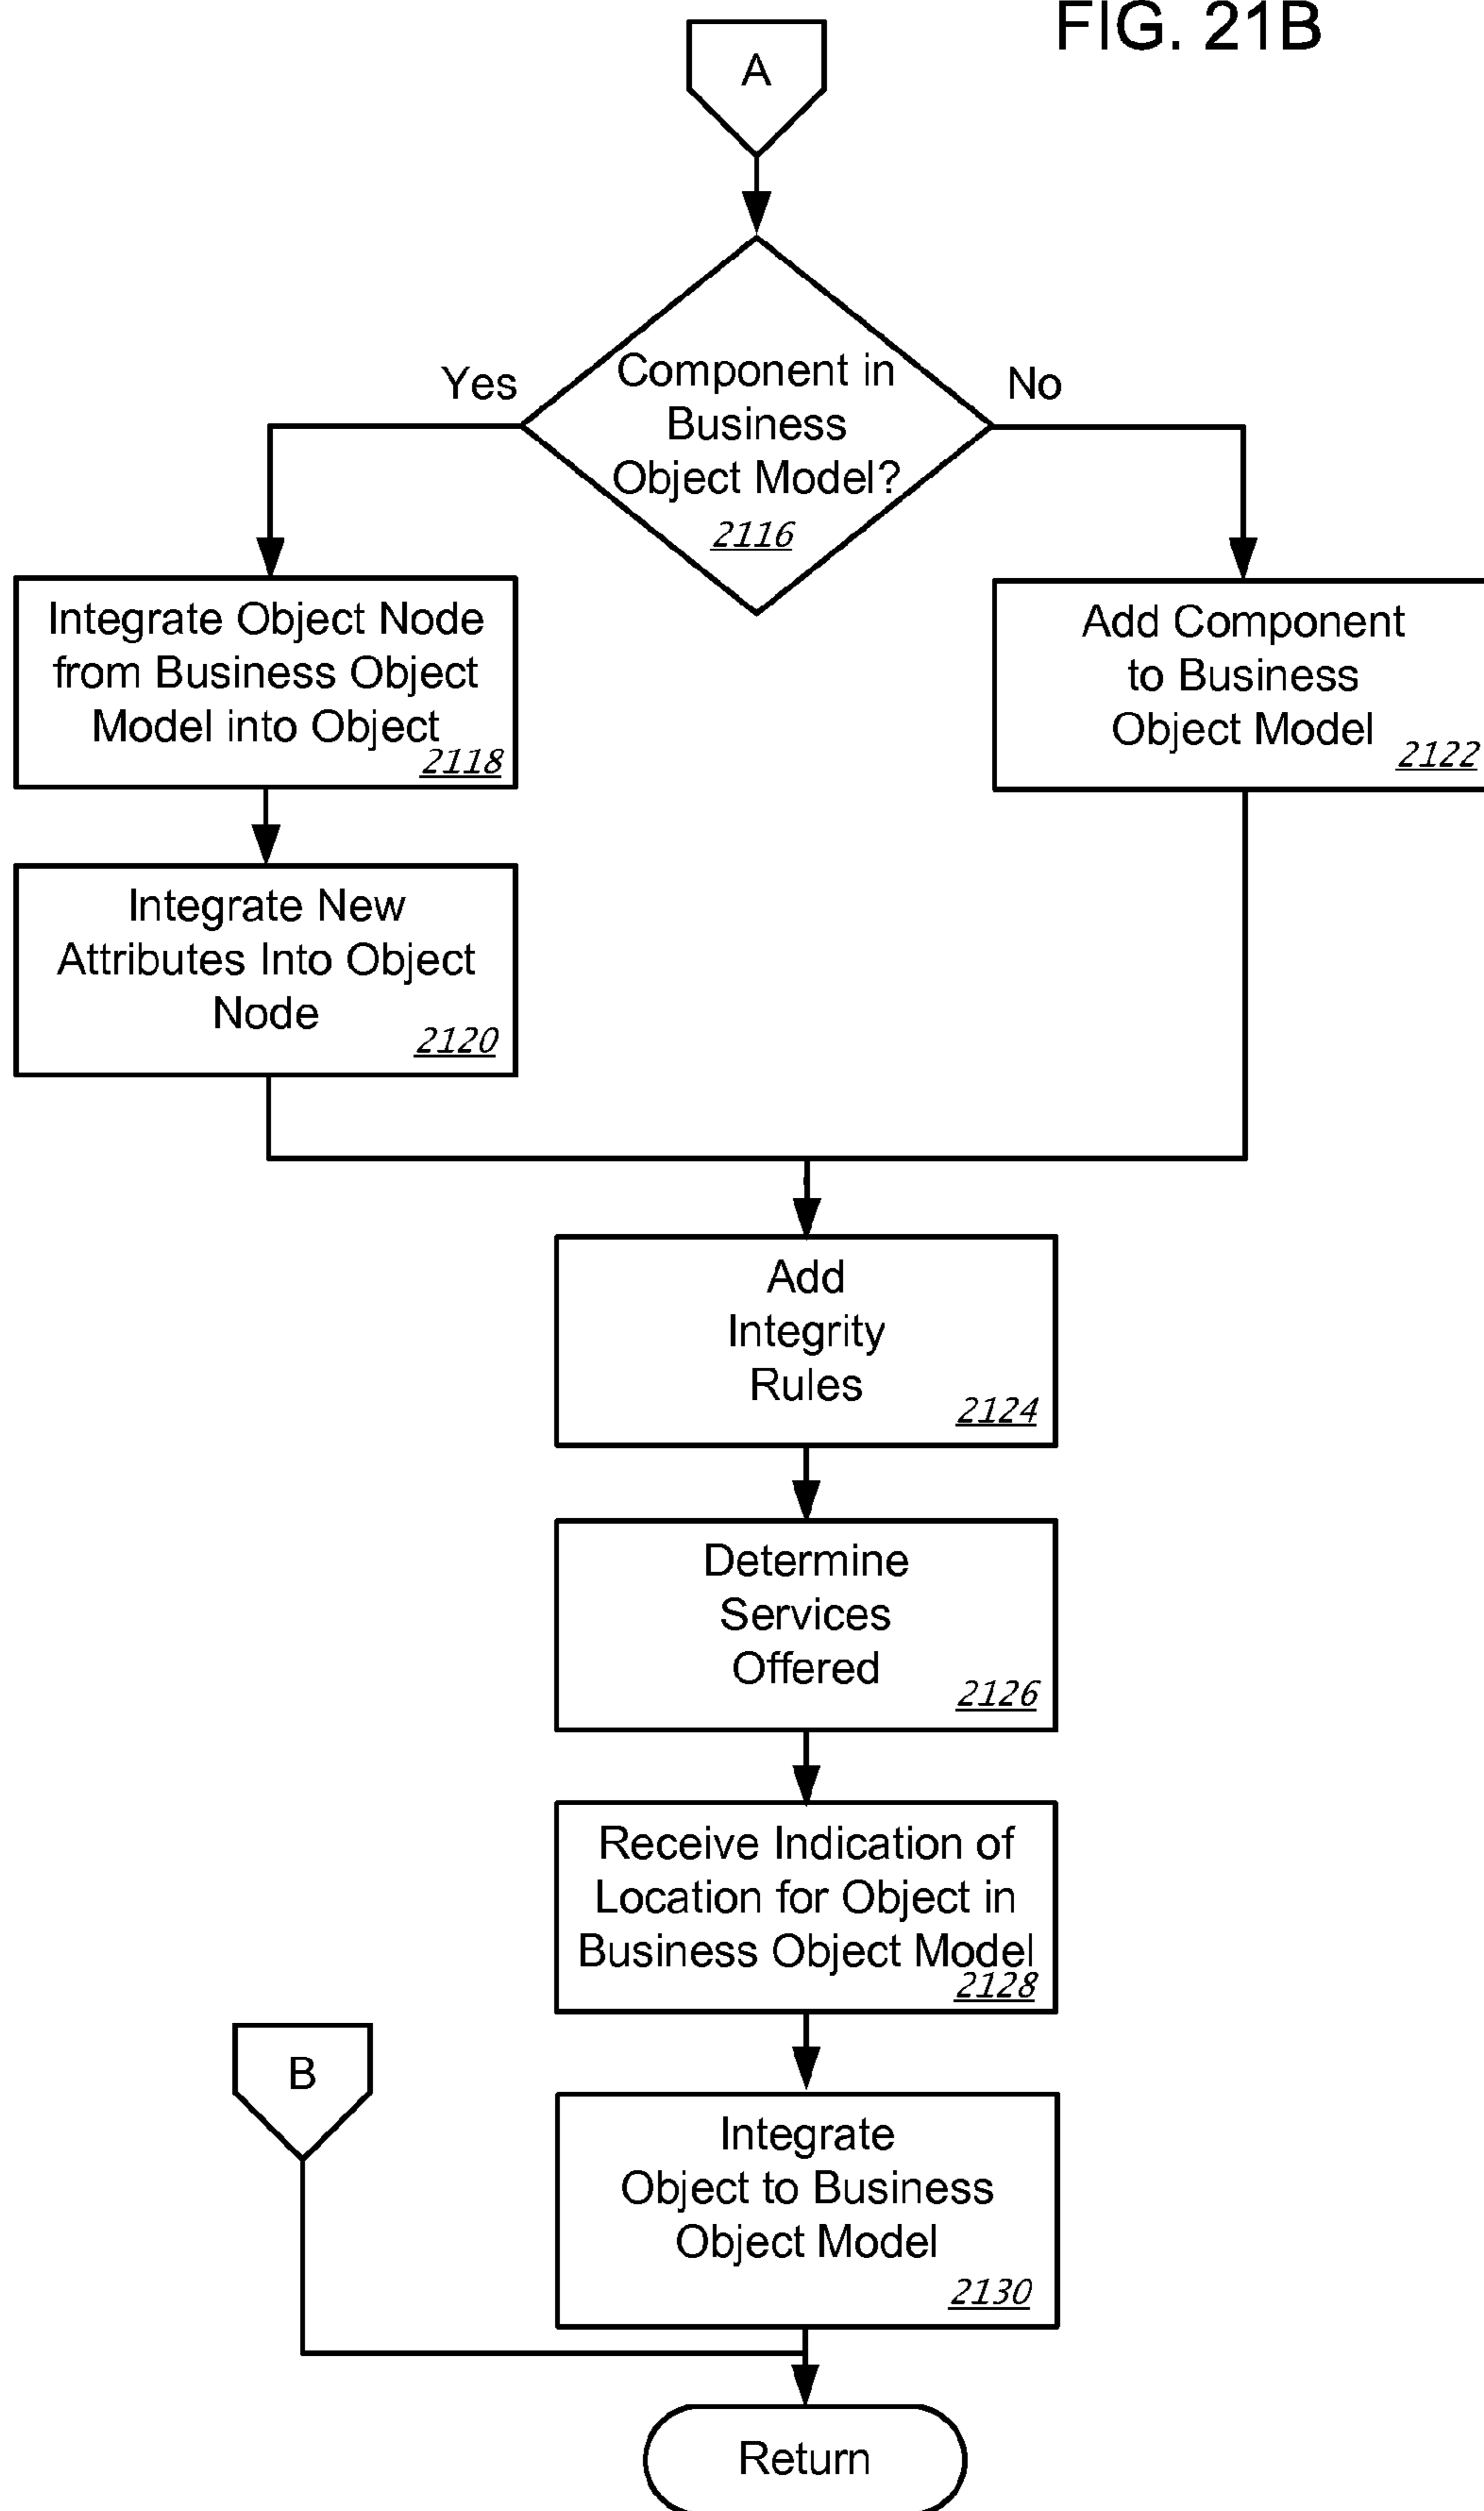 FIG. 21B
A
Component in
Business
Object Model?
2116
Yes
No
Integrate Object Node
from Business Object
Model into Object
2118
Add Component
to Business
Object Model
2122
Integrate New
Attributes Into Object
Node
2120
Add
Integrity
Rules
2124
Determine
Services
Offered
2126
Receive Indication of
Location for Object in
Business Object Model
2128
B
Integrate
Object to Business
Object Model
2130
Return